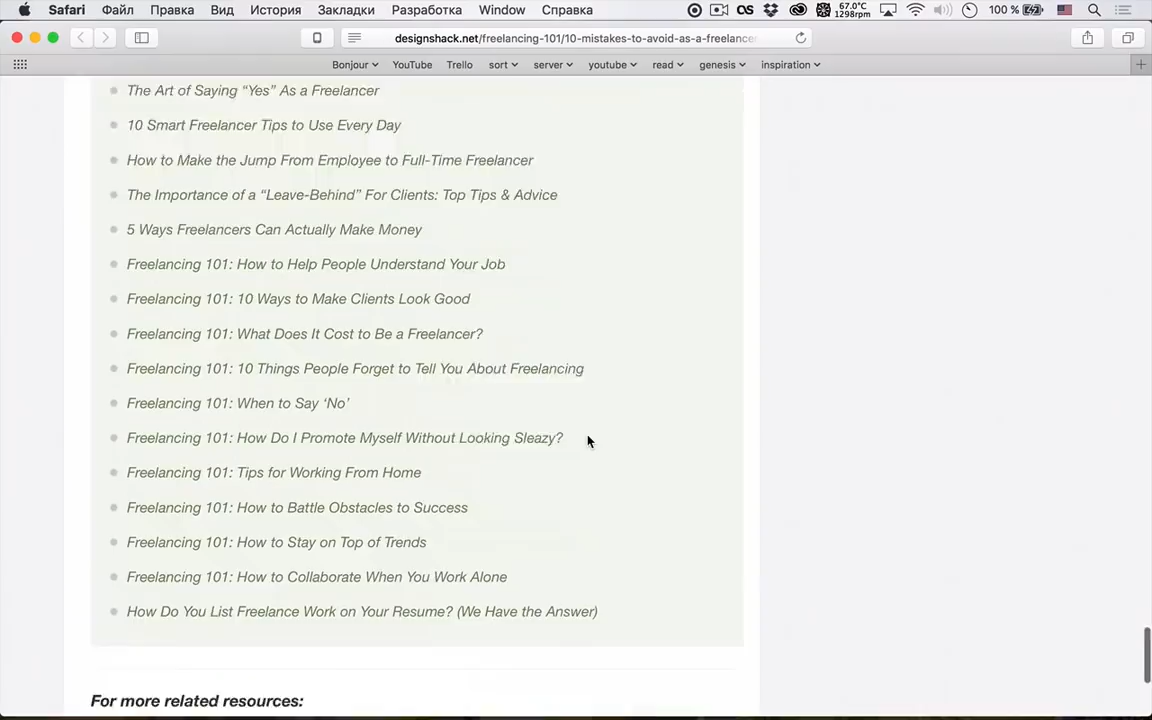 Safari Файл Правка Вид История Закладки Разработка Window Справка 67.0°C 1298rpm 100 %
designshack.net/freelancing-101/10-mistakes-to-avoid-as-a-freelancer
Bonjour YouTube Trello sort server youtube read genesis inspiration
The Art of Saying “Yes” As a Freelancer
10 Smart Freelancer Tips to Use Every Day
How to Make the Jump From Employee to Full-Time Freelancer
The Importance of a “Leave-Behind” For Clients: Top Tips & Advice
5 Ways Freelancers Can Actually Make Money
Freelancing 101: How to Help People Understand Your Job
Freelancing 101: 10 Ways to Make Clients Look Good
Freelancing 101: What Does It Cost to Be a Freelancer?
Freelancing 101: 10 Things People Forget to Tell You About Freelancing
Freelancing 101: When to Say ‘No’
Freelancing 101: How Do I Promote Myself Without Looking Sleazy?
Freelancing 101: Tips for Working From Home
Freelancing 101: How to Battle Obstacles to Success
Freelancing 101: How to Stay on Top of Trends
Freelancing 101: How to Collaborate When You Work Alone
How Do You List Freelance Work on Your Resume? (We Have the Answer)
For more related resources: